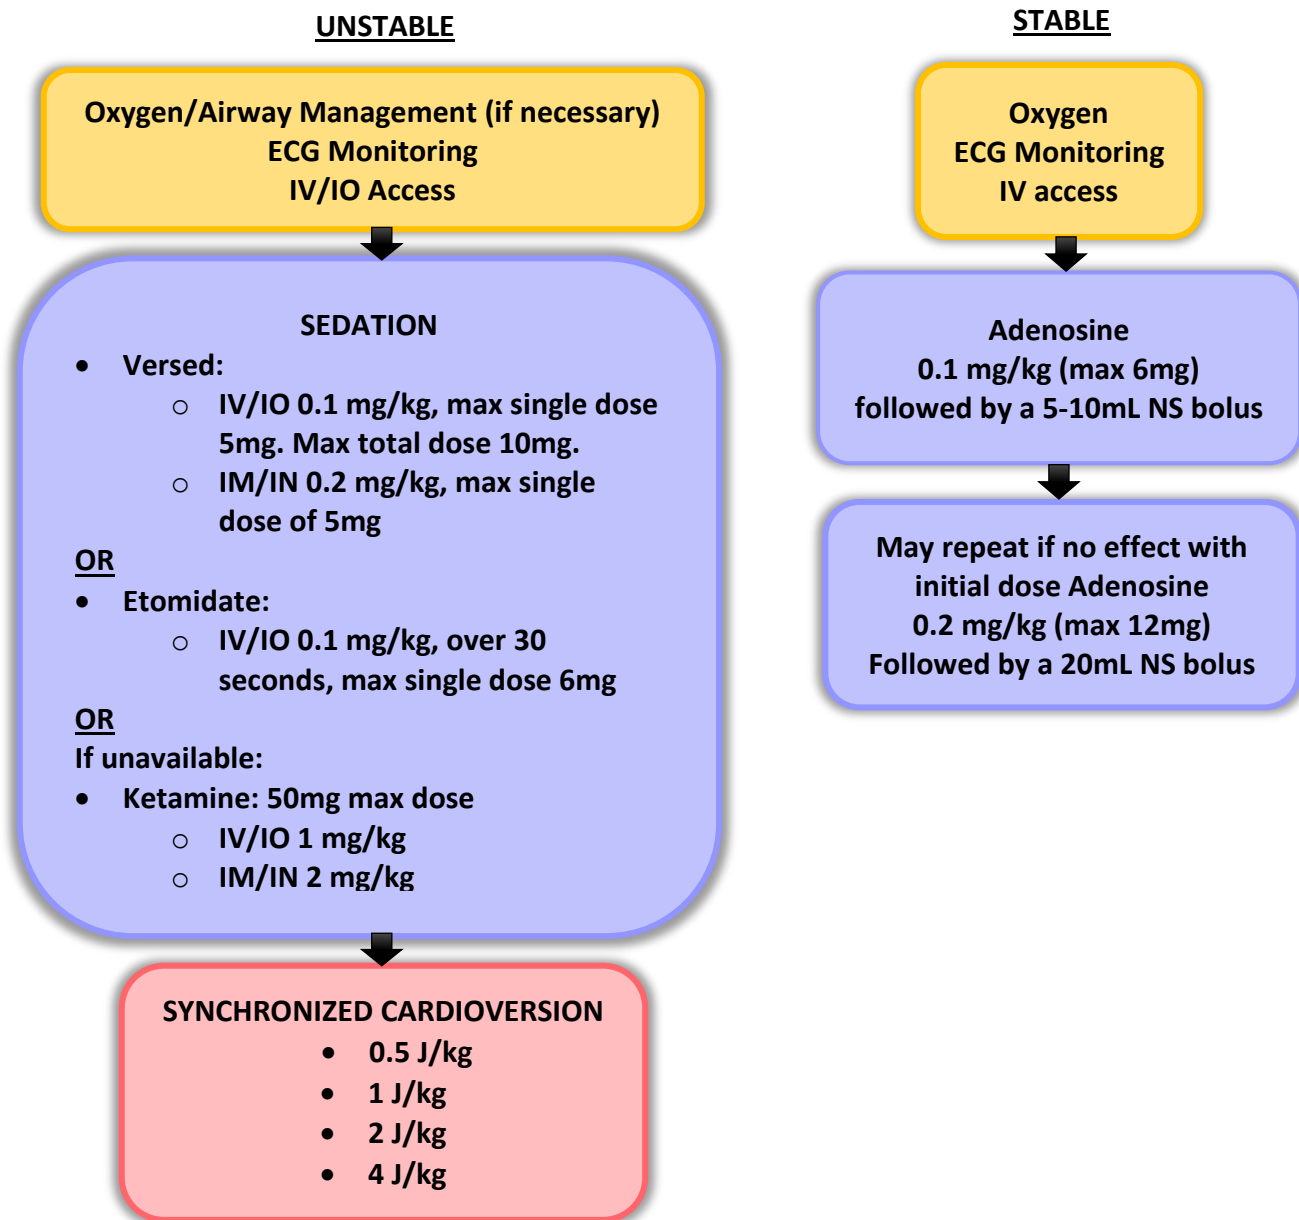 UNSTABLE
Oxygen/Airway Management (if necessary)
ECG Monitoring
IV/IO Access
SEDATION
• Versed:
o IV/IO 0.1 mg/kg, max single dose
5mg. Max total dose 10mg.
o IM/IN 0.2 mg/kg, max single
dose of 5mg
OR
• Etomidate:
o IV/IO 0.1 mg/kg, over 30
seconds, max single dose 6mg
OR
If unavailable:
• Ketamine: 50mg max dose
o IV/IO 1 mg/kg
o IM/IN 2 mg/kg
SYNCHRONIZED CARDIOVERSION
• 0.5 J/kg
• 1 J/kg
• 2 J/kg
• 4 J/kg
STABLE
Oxygen
ECG Monitoring
IV access
Adenosine
0.1 mg/kg (max 6mg)
followed by a 5-10mL NS bolus
May repeat if no effect with
initial dose Adenosine
0.2 mg/kg (max 12mg)
Followed by a 20mL NS bolus